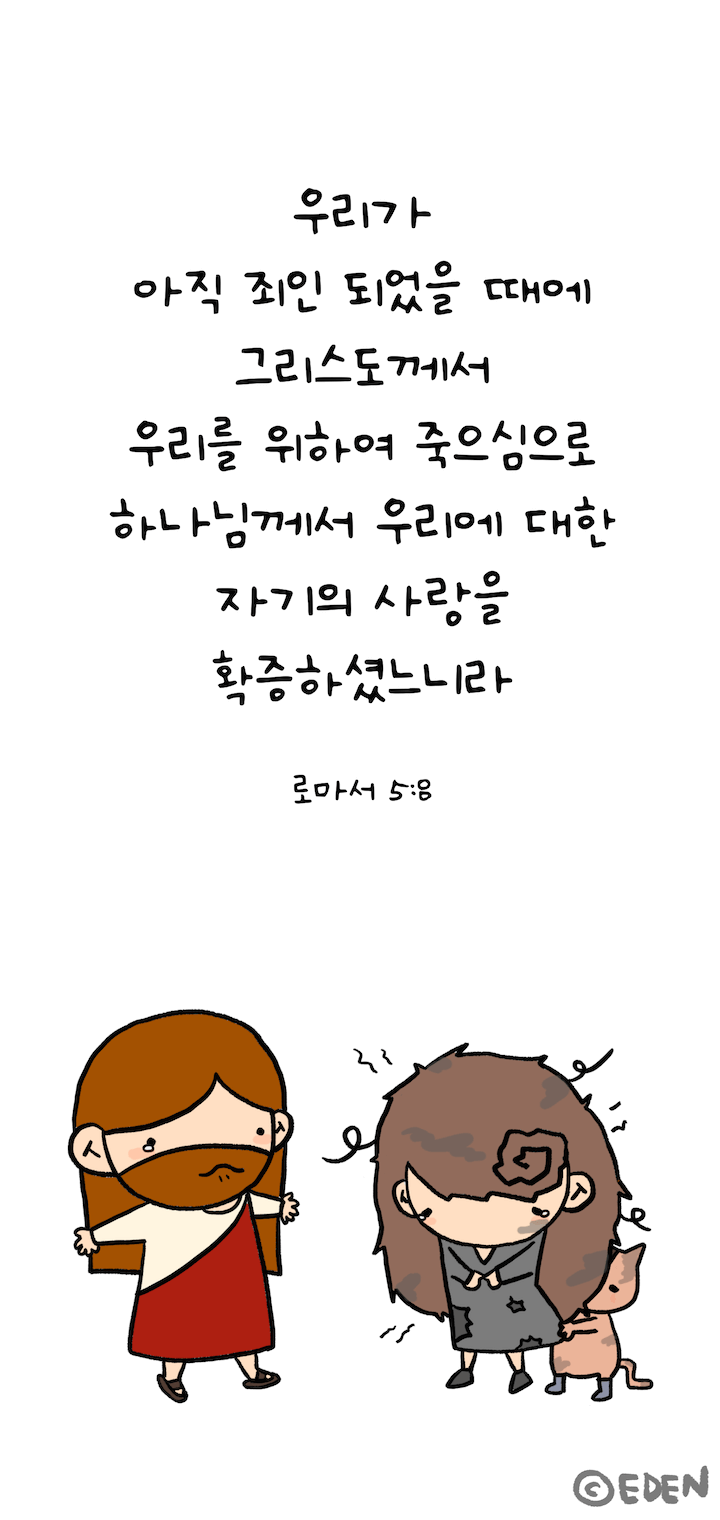 우리가
아직 죄인 되었을 때에
그리스도께서
우리를 위하여 죽으심으로
하나님께서 우리에 대한
자기의 사랑을
확증하셨느니라
로마서 5:8
©EDEN